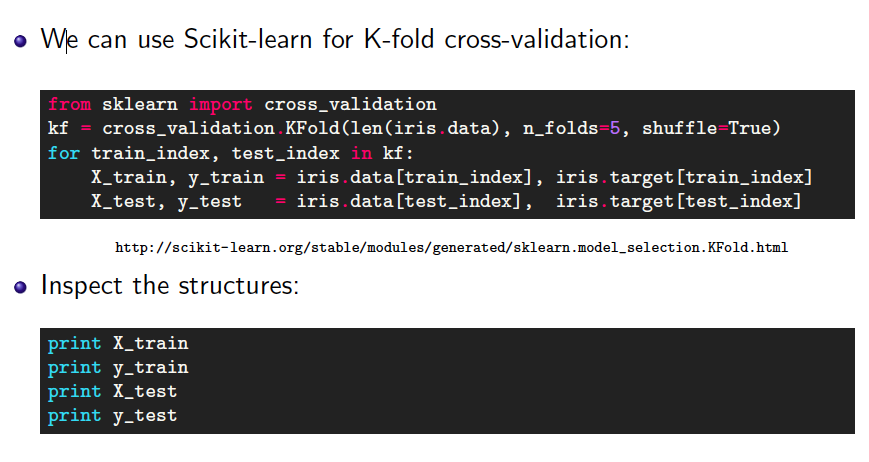 We can use Scikit-learn for K-fold cross-validation:
from sklearn import cross_validation
kf = cross_validation.KFold(len(iris.data), n_folds=5, shuffle=True)
for train_index, test_index in kf:
    X_train, y_train = iris.data[train_index], iris.target[train_index]
    X_test, y_test   = iris.data[test_index],  iris.target[test_index]
http://scikit-learn.org/stable/modules/generated/sklearn.model_selection.KFold.html
Inspect the structures:
print X_train
print y_train
print X_test
print y_test